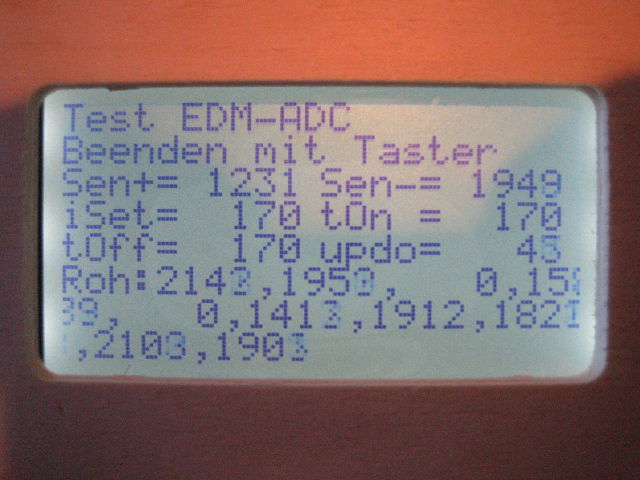 Test EDM-ADC
Beenden mit Taster
Sen+= 1231 Sen-= 1949
iSet= 170 tOn = 170
tOff= 170 updo=
Roh: , , 0,
, 0, ,1912,
, ,